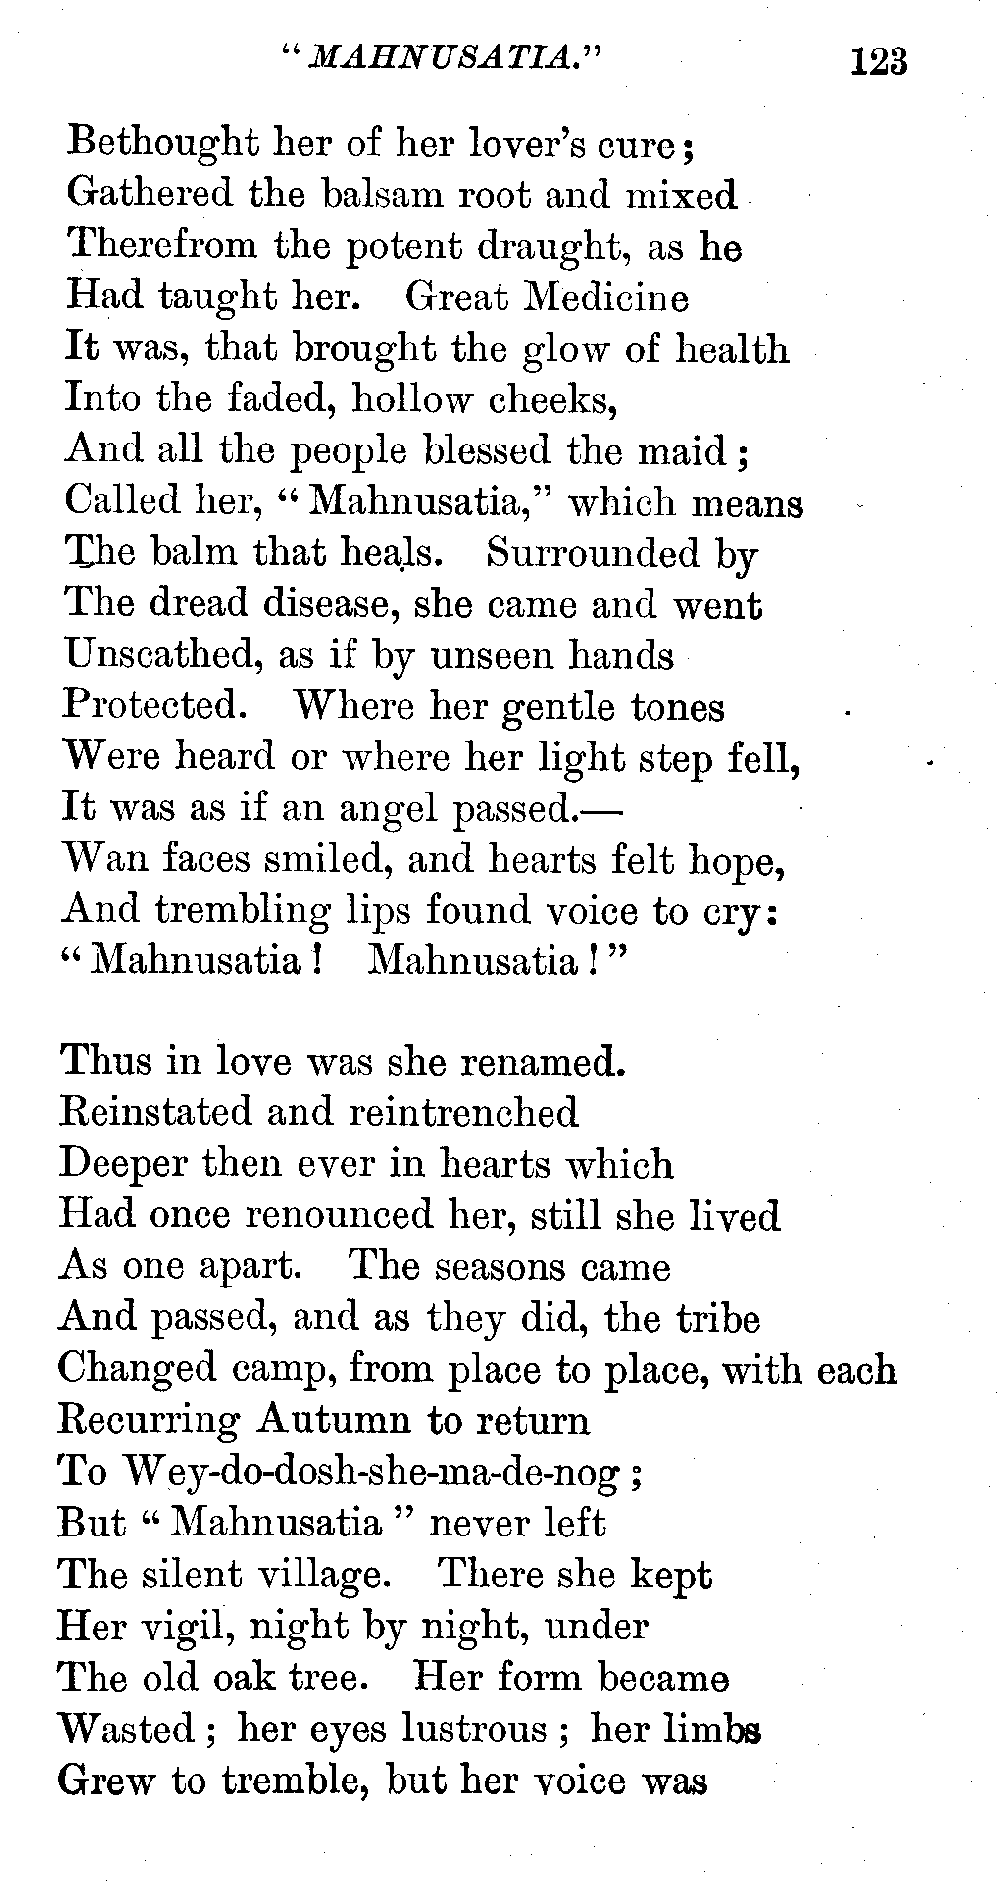 "MAHNUSATIA." 123
Bethought her of her lover's cure;
Gathered the balsam root and mixed
Therefrom the potent draught, as he
Had taught her. Great Medicine
It was, that brought the glow of health
Into the faded, hollow cheeks,
And all the people blessed the maid;
Called her, "Mahnusatia," which means
The balm that heals. Surrounded by
The dread disease, she came and went
Unscathed, as if by unseen hands
Protected. Where her gentle tones
Were heard or where her light step fell,
It was as if an angel passed.—
Wan faces smiled, and hearts felt hope,
And trembling lips found voice to cry:
"Mahnusatia! Mahnusatia!"
Thus in love was she renamed.
Reinstated and reintrenched
Deeper then ever in hearts which
Had once renounced her, still she lived
As one apart. The seasons came
And passed, and as they did, the tribe
Changed camp, from place to place, with each
Recurring Autumn to return
To Wey-do-dosh-she-ma-de-nog;
But "Mahnusatia" never left
The silent village. There she kept
Her vigil, night by night, under
The old oak tree. Her form became
Wasted; her eyes lustrous; her limbs
Grew to tremble, but her voice was